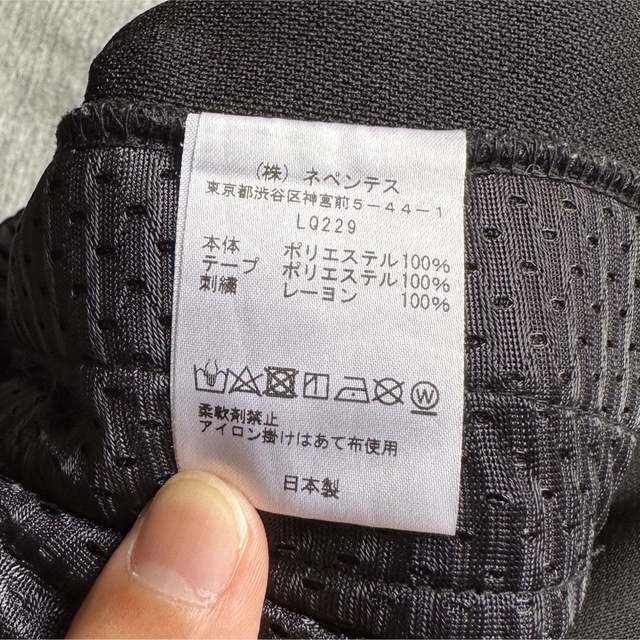 (株) ネペンテス
東京都渋谷区神宮前5-44-1
LQ229
本体 ポリエステル100%
テープ ポリエステル100%
刺繍 レーヨン 100%
W
柔軟剤禁止
アイロン掛けはあて布使用
日本製